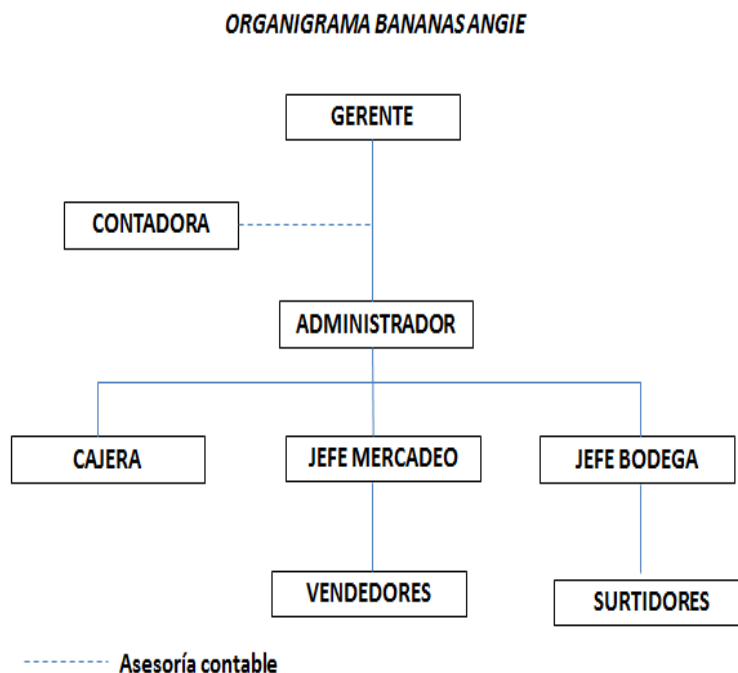 ORGANIGRAMA BANANAS ANGIE
GERENTE
CONTADORA
ADMINISTRADOR
CAJERA
JEFE MERCADEO
JEFE BODEGA
VENDEDORES
SURTIDORES
Asesoría contable